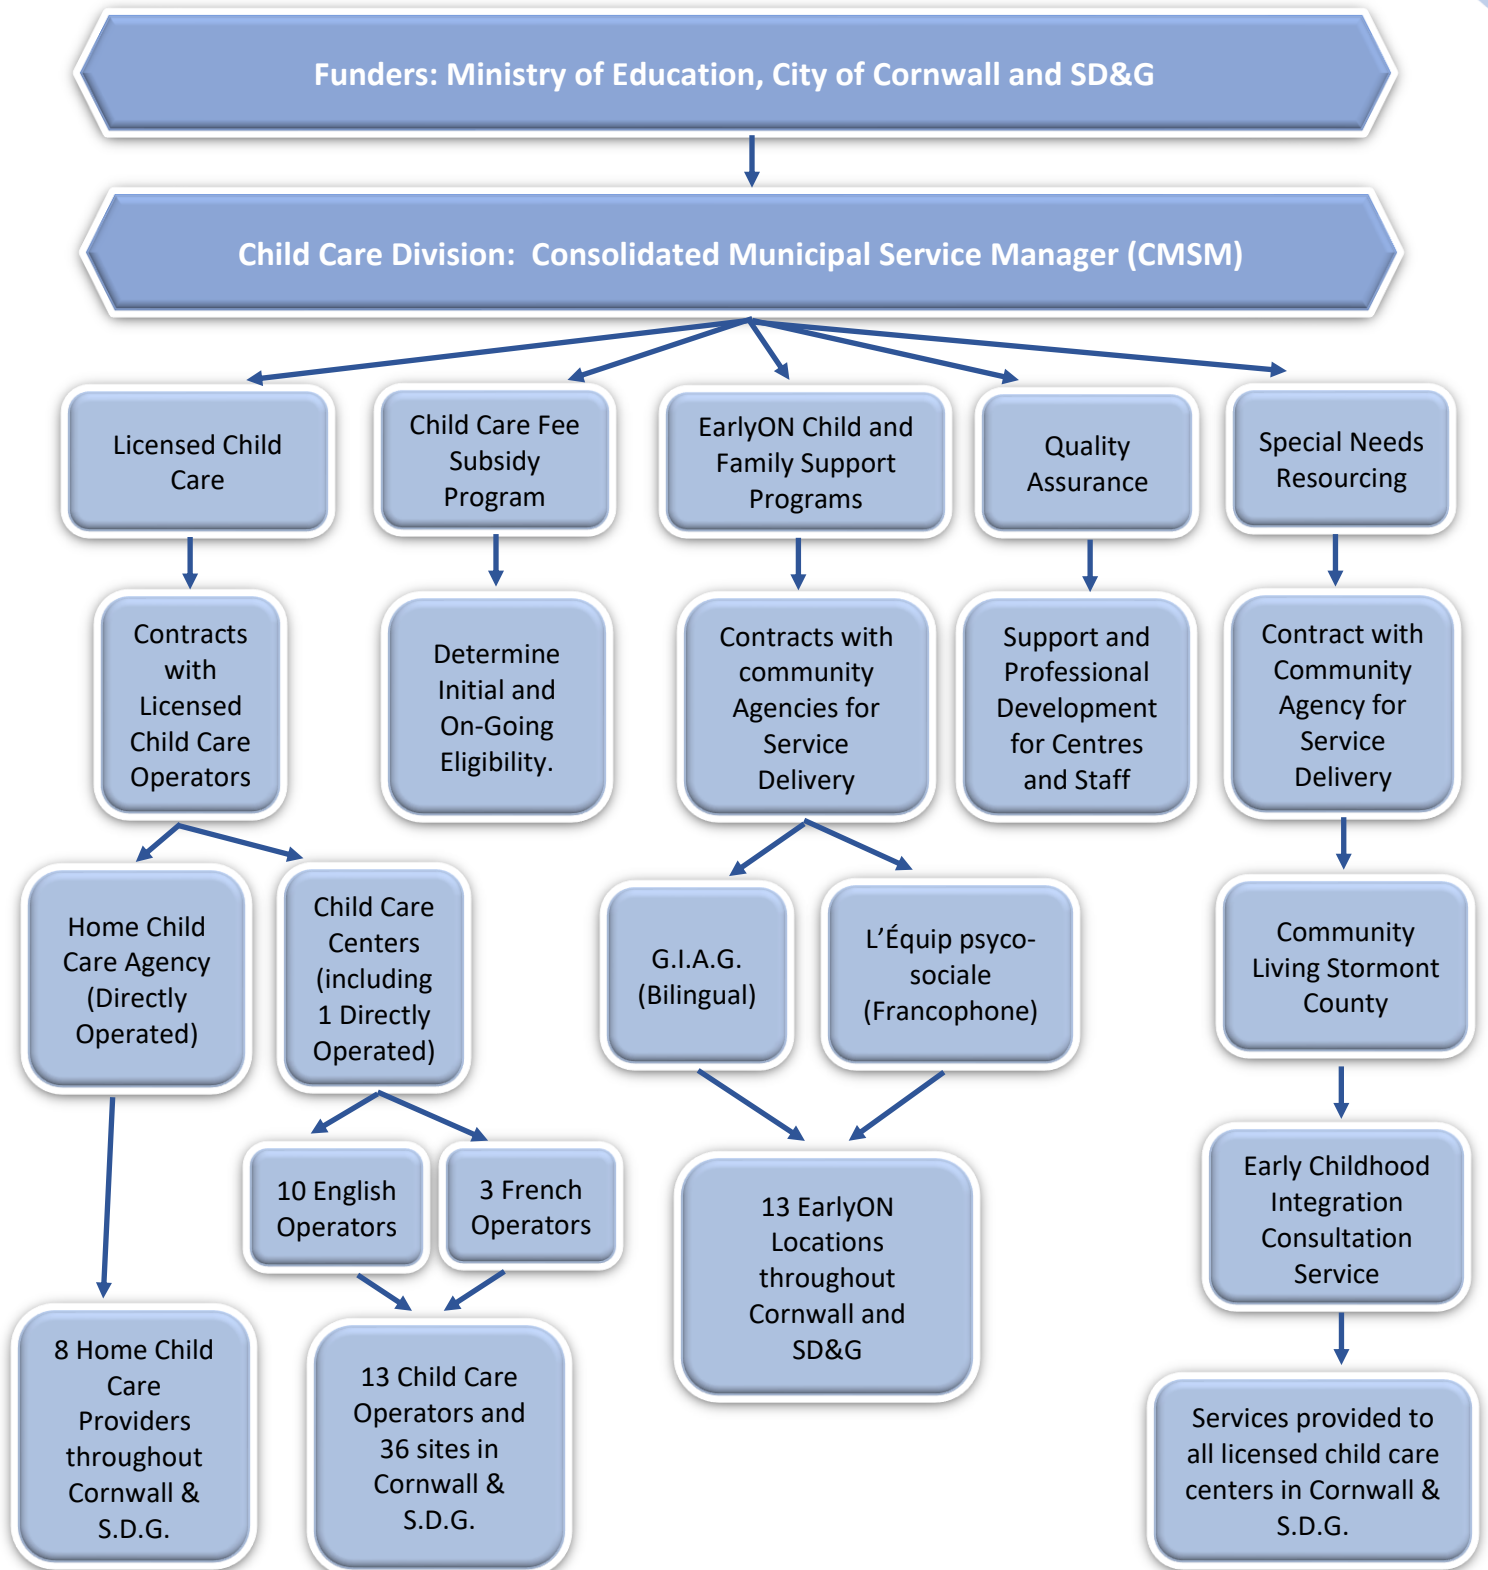 Funders: Ministry of Education, City of Cornwall and SD&G
Child Care Division:  Consolidated Municipal Service Manager (CMSM)
Licensed Child
Care
Child Care Fee
Subsidy
Program
EarlyON Child and
Family Support
Programs
Quality
Assurance
Special Needs
Resourcing
Contracts
with
Licensed
Child Care
Operators
Determine
Initial and
On-Going
Eligibility.
Contracts with
community
Agencies for
Service
Delivery
Support and
Professional
Development
for Centres
and Staff
Contract with
Community
Agency for
Service
Delivery
Home Child
Care Agency
(Directly
Operated)
Child Care
Centers
(including
1 Directly
Operated)
G.I.A.G.
(Bilingual)
L’Équip psyco-
sociale
(Francophone)
Community
Living Stormont
County
10 English
Operators
3 French
Operators
13 EarlyON
Locations
throughout
Cornwall and
SD&G
Early Childhood
Integration
Consultation
Service
8 Home Child
Care
Providers
throughout
Cornwall &
S.D.G.
13 Child Care
Operators and
36 sites in
Cornwall &
S.D.G.
Services provided to
all licensed child care
centers in Cornwall &
S.D.G.